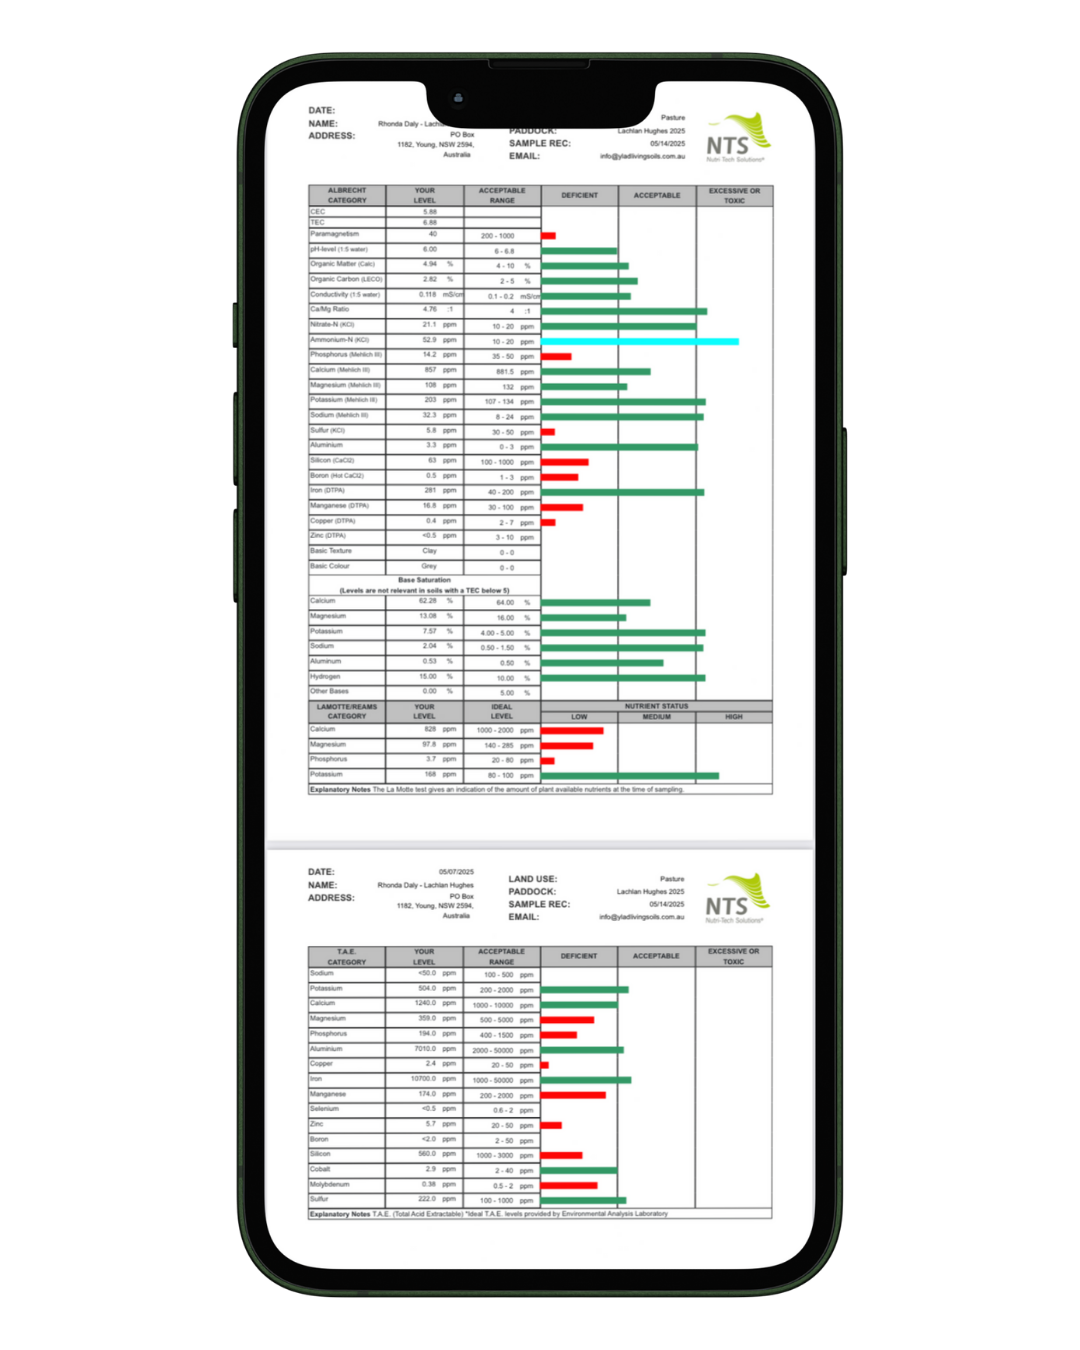 DATE:
Pasture
NAME: Rhonda Daly - Lachl
PADDOCK: Lachlan Hughes 2025
ADDRESS: PO Box
1182, Young, NSW 2594,
Australia
SAMPLE REC: 05/14/2025
EMAIL: info@yladlivingsoils.com.au
NTS
Nutri-Tech Solutions®
ALBRECHT CATEGORY YOUR LEVEL ACCEPTABLE RANGE DEFICIENT ACCEPTABLE EXCESSIVE OR TOXIC
CEC 5.88
TEC 6.88
Paramagnetism 40 200 - 1000
pH-level (1:5 water) 6.00 6 - 6.8
Organic Matter (Calc) 4.94 % 4 - 10 %
Organic Carbon (LECO) 2.82 % 2 - 5 %
Conductivity (1:5 water) 0.118 mS/cm 0.1 - 0.2 mS/cm
Ca/Mg Ratio 4.76 :1 4 :1
Nitrate-N (KCl) 21.1 ppm 10 - 20 ppm
Ammonium-N (KCl) 52.9 ppm 10 - 20 ppm
Phosphorus (Mehlich III) 14.2 ppm 35 - 50 ppm
Calcium (Mehlich III) 857 ppm 881.5 ppm
Magnesium (Mehlich III) 108 ppm 132 ppm
Potassium (Mehlich III) 203 ppm 107 - 134 ppm
Sodium (Mehlich III) 32.3 ppm 8 - 24 ppm
Sulfur (KCl) 5.8 ppm 30 - 50 ppm
Aluminium 3.3 ppm 0 - 3 ppm
Silicon (CaCl2) 63 ppm 100 - 1000 ppm
Boron (Hot CaCl2) 0.5 ppm 1 - 3 ppm
Iron (DTPA) 281 ppm 40 - 200 ppm
Manganese (DTPA) 16.8 ppm 30 - 100 ppm
Copper (DTPA) 0.4 ppm 2 - 7 ppm
Zinc (DTPA) <0.5 ppm 3 - 10 ppm
Basic Texture Clay 0 - 0
Basic Colour Grey 0 - 0
Base Saturation
(Levels are not relevant in soils with a TEC below 5)
Calcium 62.28 % 64.00 %
Magnesium 13.08 % 16.00 %
Potassium 7.57 % 4.00 - 5.00 %
Sodium 2.04 % 0.50 - 1.50 %
Aluminum 0.53 % 0.50 %
Hydrogen 15.00 % 10.00 %
Other Bases 0.00 % 5.00 %
LAMOTTE/REAMS CATEGORY YOUR LEVEL IDEAL LEVEL NUTRIENT STATUS
LOW MEDIUM HIGH
Calcium 828 ppm 1000 - 2000 ppm
Magnesium 97.8 ppm 140 - 285 ppm
Phosphorus 3.7 ppm 20 - 80 ppm
Potassium 168 ppm 80 - 100 ppm
Explanatory Notes The La Motte test gives an indication of the amount of plant available nutrients at the time of sampling.
DATE: 05/07/2025
LAND USE: Pasture
NAME: Rhonda Daly - Lachlan Hughes
PADDOCK: Lachlan Hughes 2025
ADDRESS: PO Box
1182, Young, NSW 2594,
Australia
SAMPLE REC: 05/14/2025
EMAIL: info@yladlivingsoils.com.au
NTS
Nutri-Tech Solutions®
T.A.E. CATEGORY YOUR LEVEL ACCEPTABLE RANGE DEFICIENT ACCEPTABLE EXCESSIVE OR TOXIC
Sodium <50.0 ppm 100 - 500 ppm
Potassium 504.0 ppm 200 - 2000 ppm
Calcium 1240.0 ppm 1000 - 10000 ppm
Magnesium 359.0 ppm 500 - 5000 ppm
Phosphorus 194.0 ppm 400 - 1500 ppm
Aluminium 7010.0 ppm 2000 - 50000 ppm
Copper 2.4 ppm 20 - 50 ppm
Iron 10700.0 ppm 1000 - 50000 ppm
Manganese 174.0 ppm 200 - 2000 ppm
Selenium <0.5 ppm 0.6 - 2 ppm
Zinc 5.7 ppm 20 - 50 ppm
Boron <2.0 ppm 2 - 50 ppm
Silicon 560.0 ppm 1000 - 3000 ppm
Cobalt 2.9 ppm 2 - 40 ppm
Molybdenum 0.38 ppm 0.5 - 2 ppm
Sulfur 222.0 ppm 100 - 1000 ppm
Explanatory Notes T.A.E. (Total Acid Extractable) *Ideal T.A.E. levels provided by Environmental Analysis Laboratory